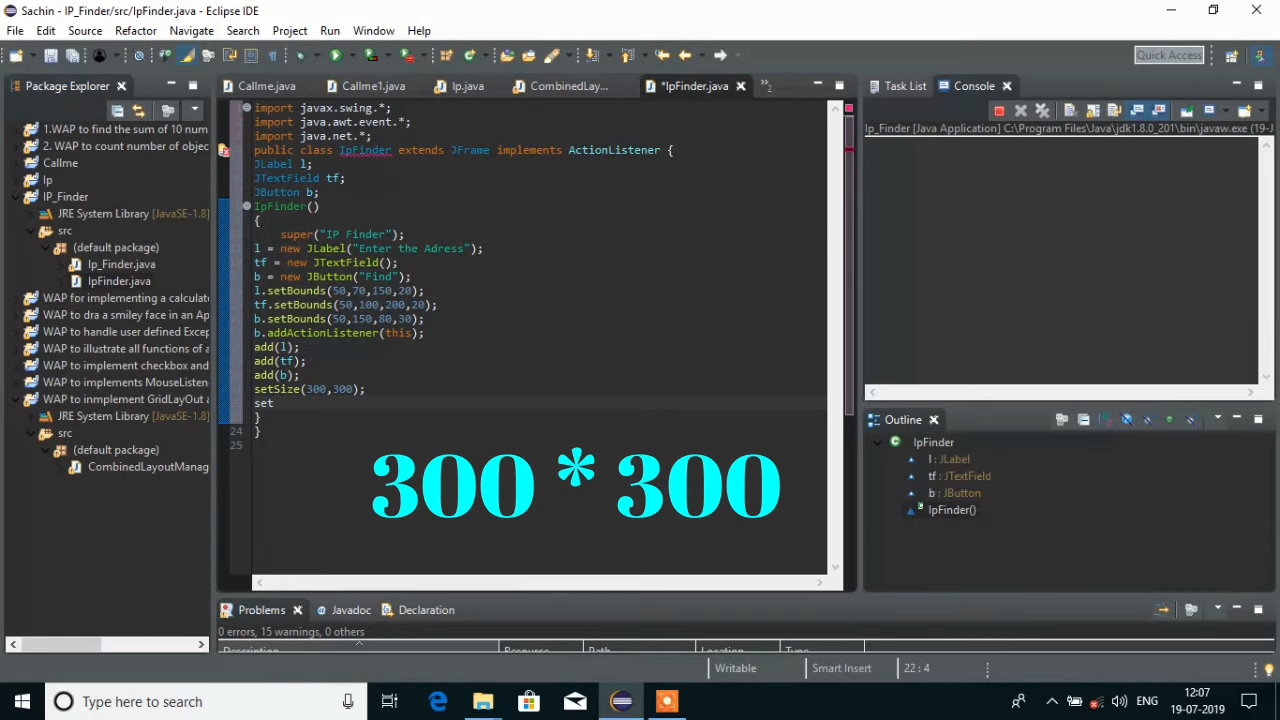 Sachin - IP_Finder/src/IpFinder.java - Eclipse IDE
File Edit Source Refactor Navigate Search Project Run Window Help
Quick Access
Package Explorer
1.WAP to find the sum of 10 num
2. WAP to count number of objec
Callme
Ip
IP_Finder
JRE System Library [JavaSE-1.8]
src
(default package)
Ip_Finder.java
IpFinder.java
WAP for implementing a calculate
WAP to dra a smiley face in an Ap
WAP to handle user defined Excep
WAP to illustrate all functions of a
WAP to implement checkbox and
WAP to implements MouseListen
WAP to inmplement GridLayOut a
JRE System Library [JavaSE-1.8]
src
(default package)
CombinedLayoutManag
Callme.java Callme1.java Ip.java CombinedLay... *IpFinder.java 2
import javax.swing.*;
import java.awt.event.*;
import java.net.*;
public class IpFinder extends JFrame implements ActionListener {
JLabel l;
JTextField tf;
JButton b;
IpFinder()
{
super("IP Finder");
l = new JLabel("Enter the Adress");
tf = new JTextField();
b = new JButton("Find");
l.setBounds(50,70,150,20);
tf.setBounds(50,100,200,20);
b.setBounds(50,150,80,30);
b.addActionListener(this);
add(l);
add(tf);
add(b);
setSize(300,300);
set
}
24 }
25
300 * 300
Task List Console
Ip_Finder [Java Application] C:\Program Files\Java\jdk1.8.0_201\bin\javaw.exe (19-J
Outline
IpFinder
l : JLabel
tf : JTextField
b : JButton
IpFinder()
Problems Javadoc Declaration
0 errors, 15 warnings, 0 others
Description Resource Path Location Type
Writable Smart Insert 22 : 4
Type here to search
ENG
12:07
19-07-2019